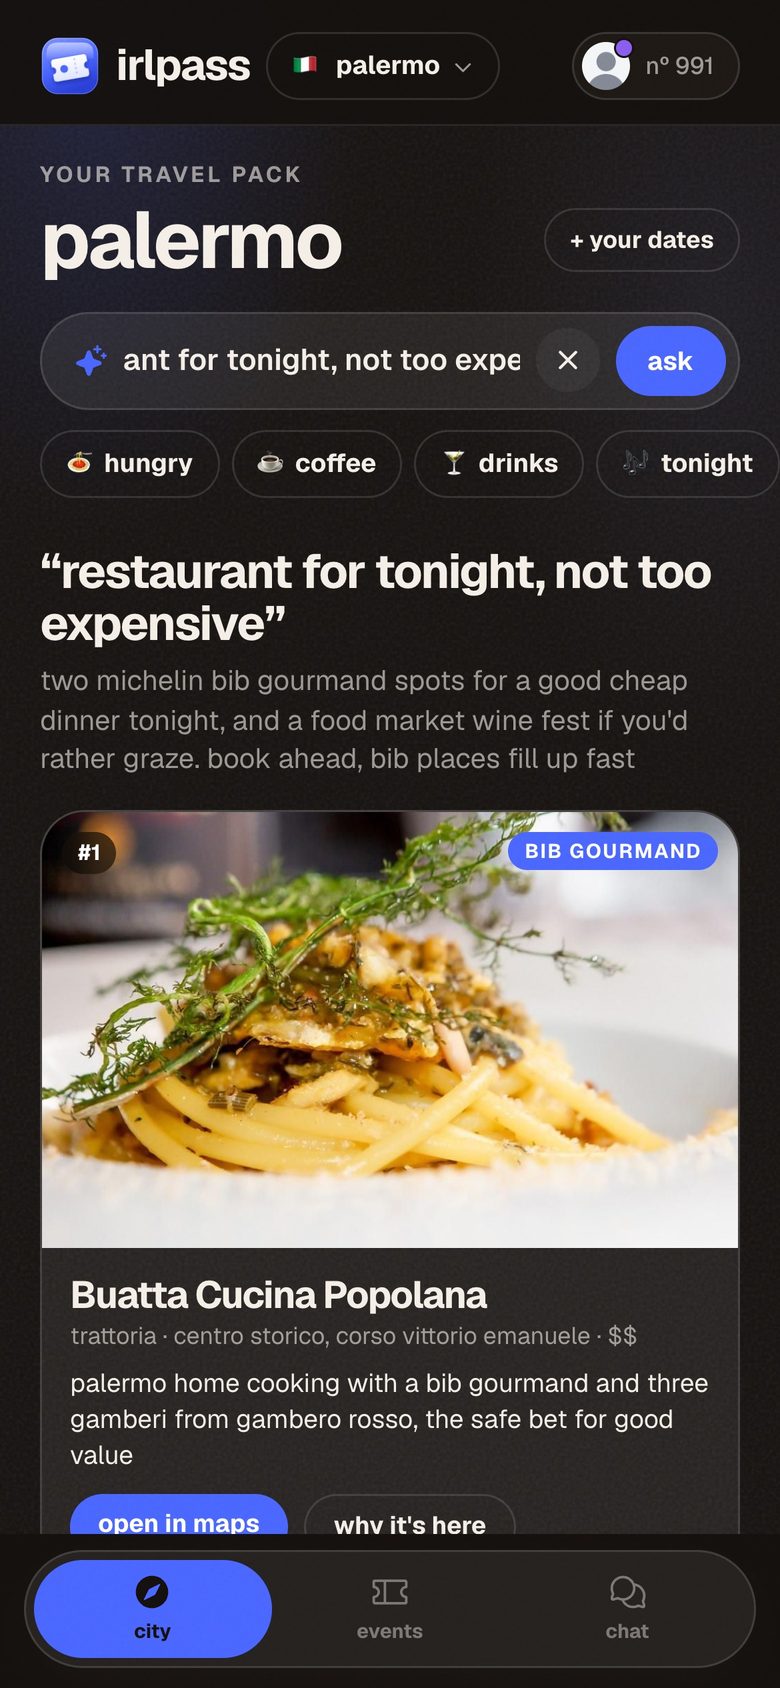 irlpass
palermo
nº 991
YOUR TRAVEL PACK
palermo
+ your dates
ant for tonight, not too expe
ask
hungry
coffee
drinks
tonight
“restaurant for tonight, not too
expensive”
two michelin bib gourmand spots for a good cheap
dinner tonight, and a food market wine fest if you'd
rather graze. book ahead, bib places fill up fast
#1
BIB GOURMAND
Buatta Cucina Popolana
trattoria · centro storico, corso vittorio emanuele · $$
palermo home cooking with a bib gourmand and three
gamberi from gambero rosso, the safe bet for good
value
open in maps
why it's here
city
events
chat